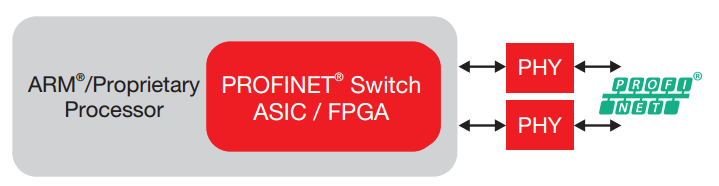 ARM®/Proprietary
Processor
PROFINET® Switch
ASIC / FPGA
PHY
PHY
PROFI®
NET